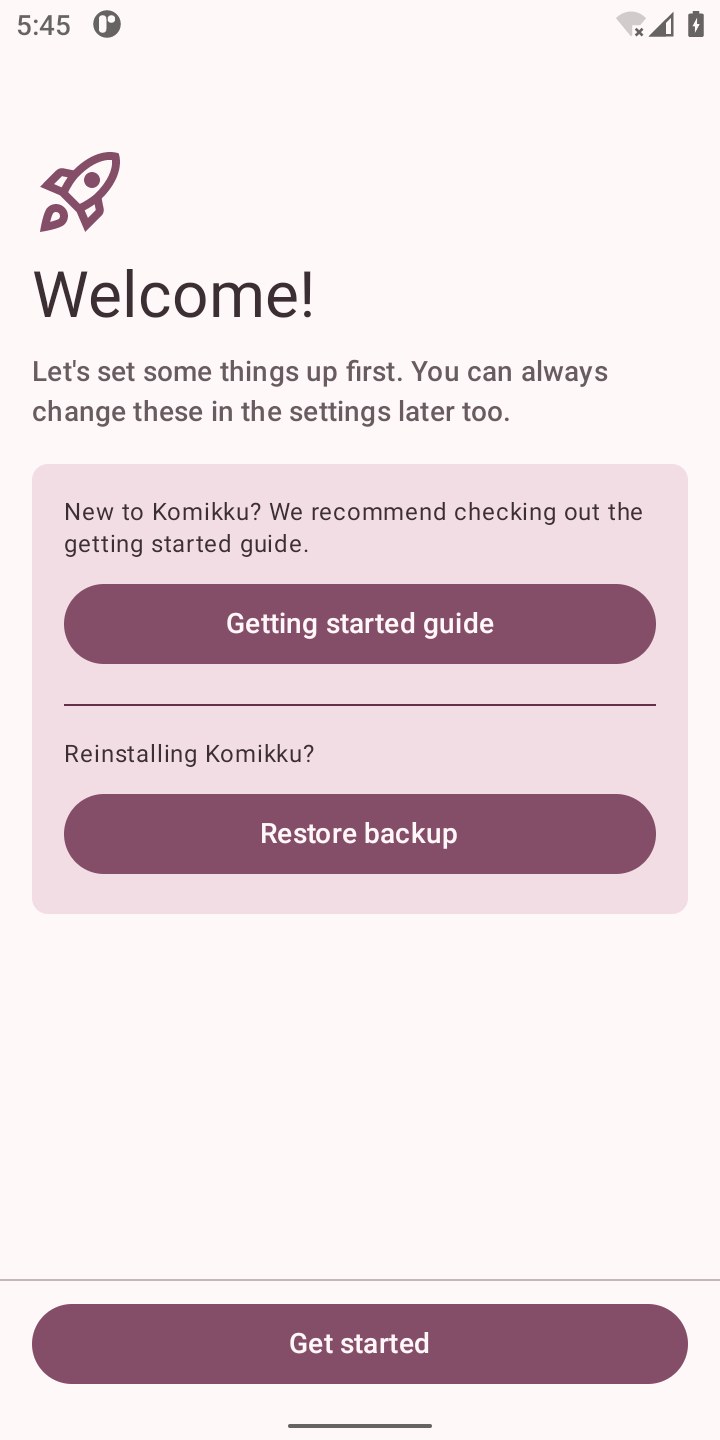 5:45
Welcome!
Let's set some things up first. You can always
change these in the settings later too.
New to Komikku? We recommend checking out the
getting started guide.
Getting started guide
Reinstalling Komikku?
Restore backup
Get started